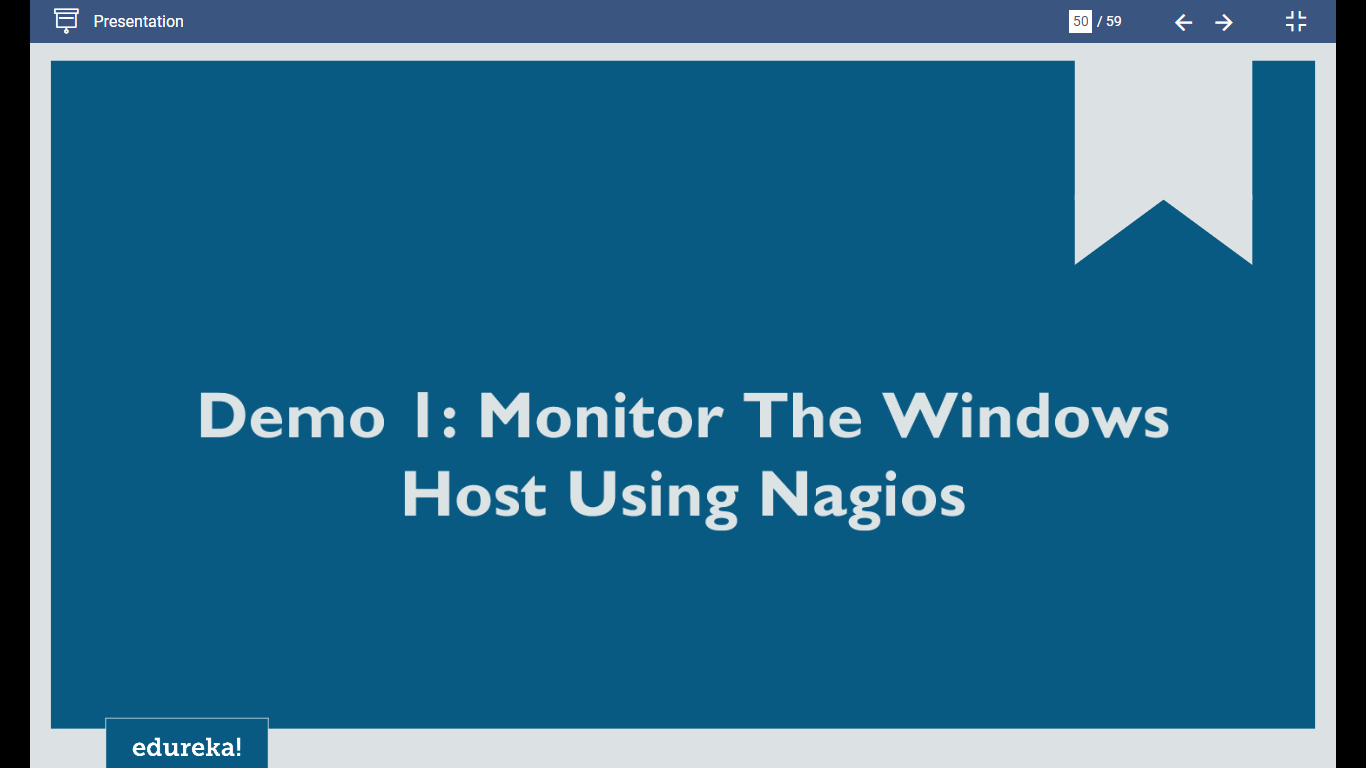 Presentation
50 / 59
Demo 1: Monitor The Windows
Host Using Nagios
edureka!